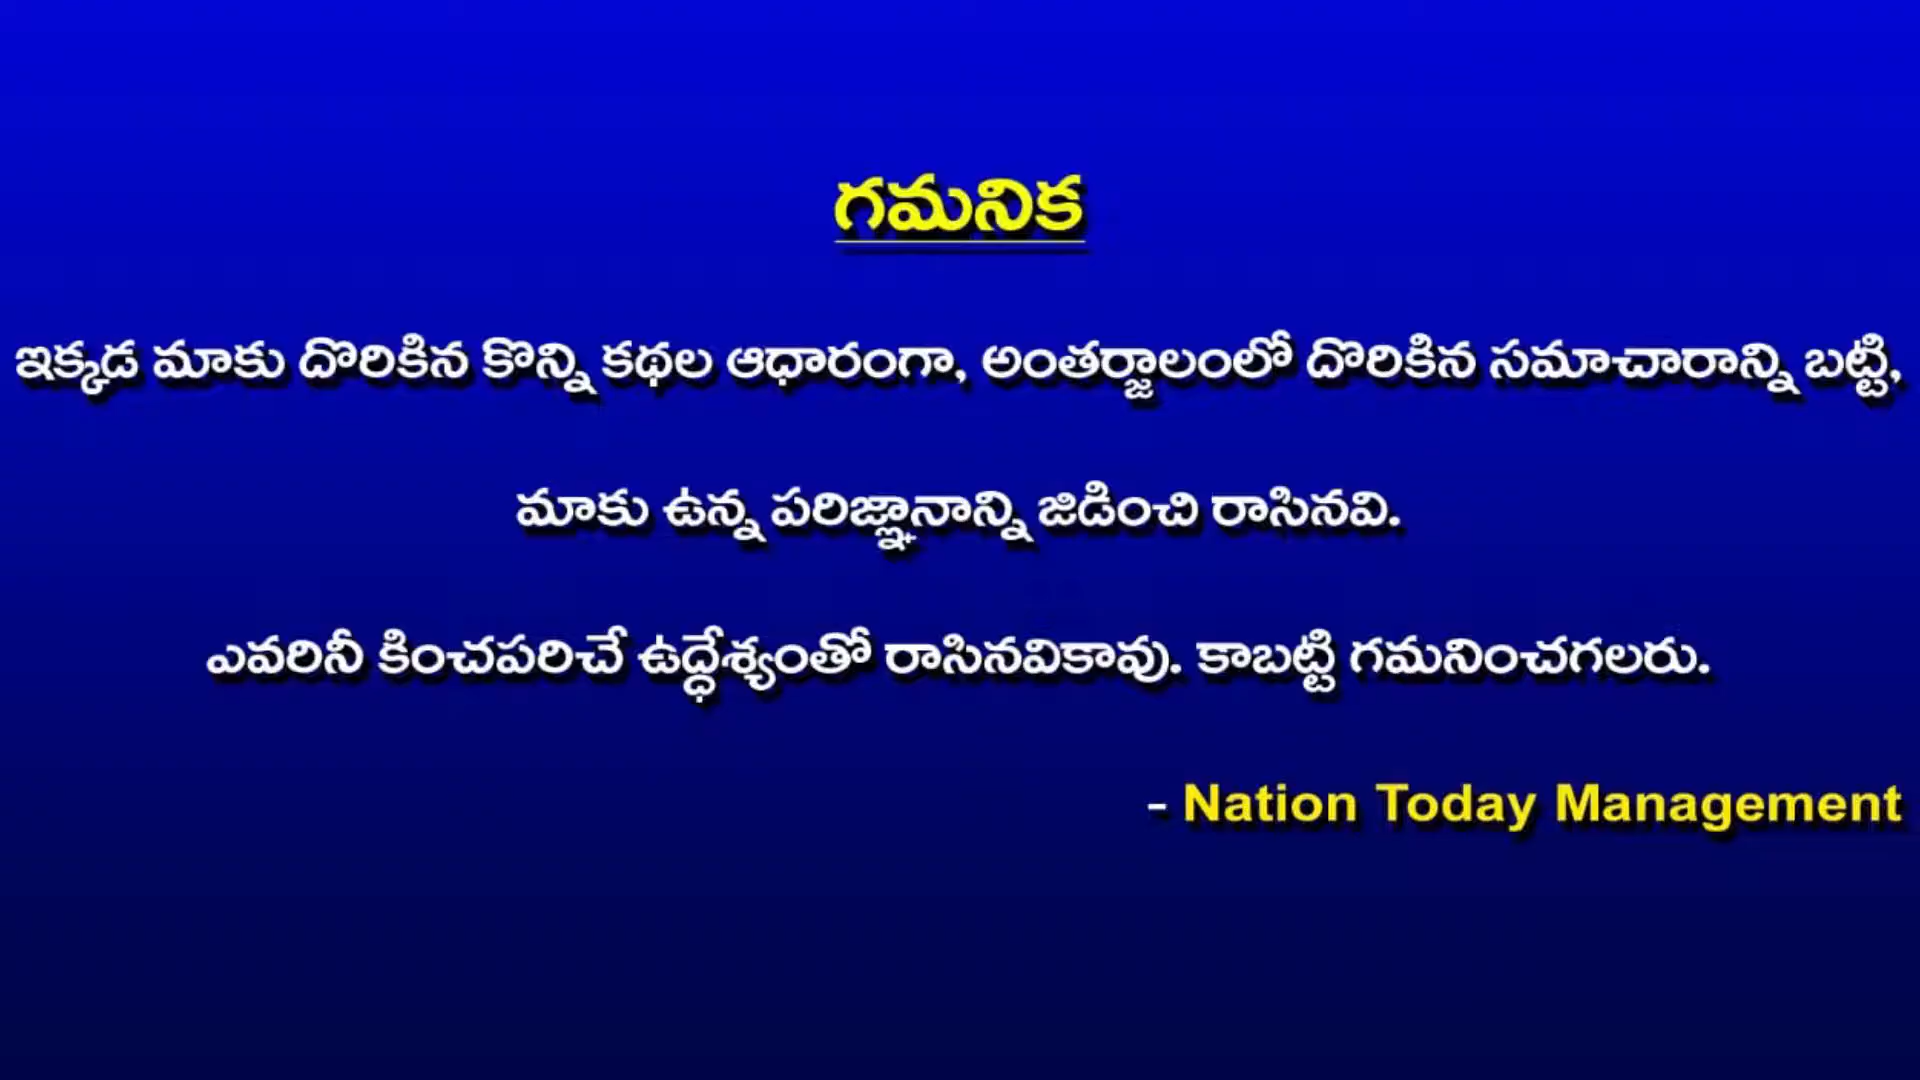 గమనిక
ఇక్కడ మాకు దొరికిన కొన్ని కథల ఆధారంగా, అంతర్జాలంలో దొరికిన సమాచారాన్ని బట్టి,
మాకు ఉన్న పరిజ్ఞానాన్ని జిడించి రాసినవి.
ఎవరినీ కించపరిచే ఉద్ధేశ్యంతో రాసినవికావు. కాబట్టి గమనించగలరు.
- Nation Today Management